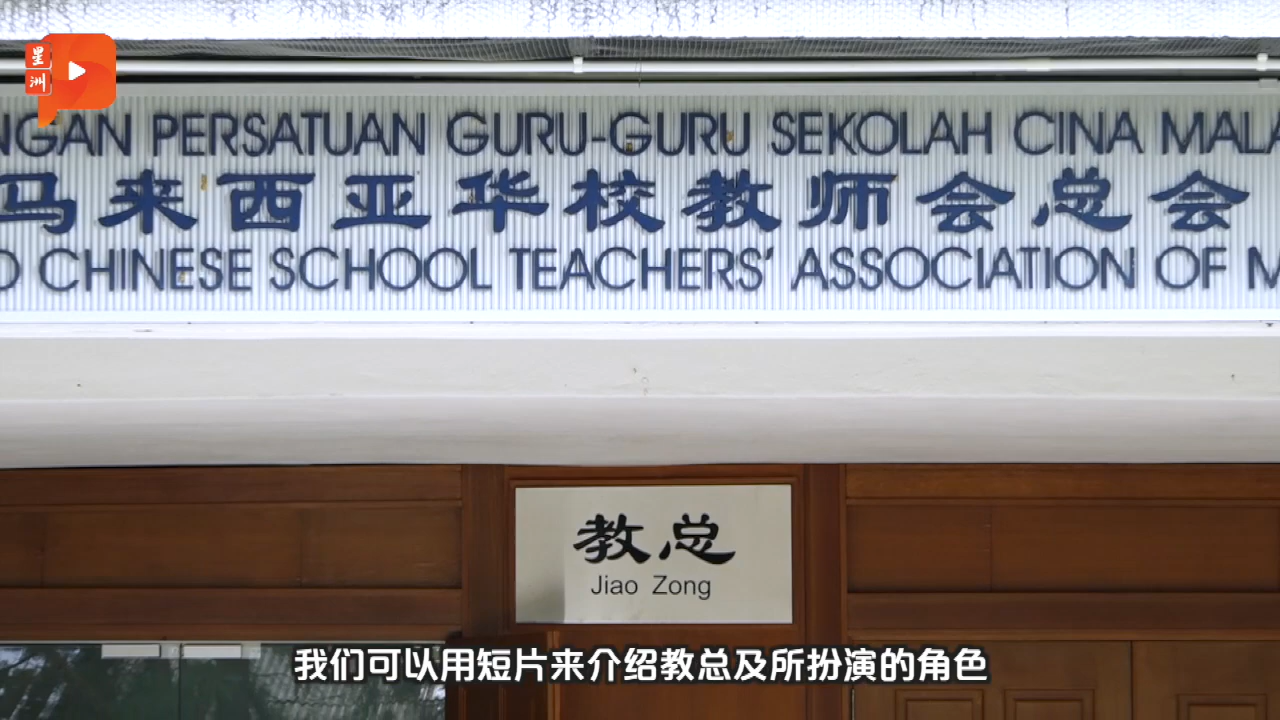 星洲
NGAN PERSATUAN GURU-GURU SEKOLAH CINA MALA
马来西亚华校教师会总会
D CHINESE SCHOOL TEACHERS' ASSOCIATION OF M
教总
Jiao Zong
我们可以用短片来介绍教总及所扮演的角色